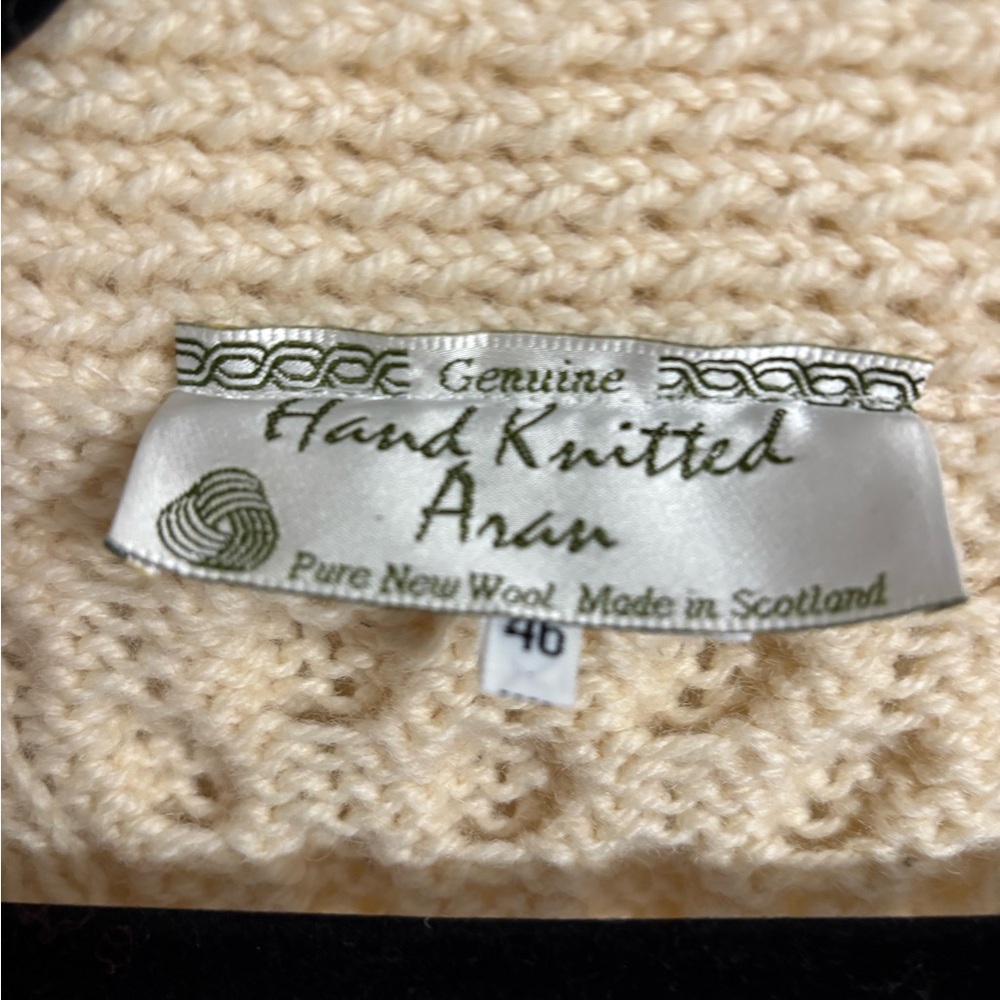 Genuine
Hand Knitted
Aran
Pure New Wool Made in Scotland
46